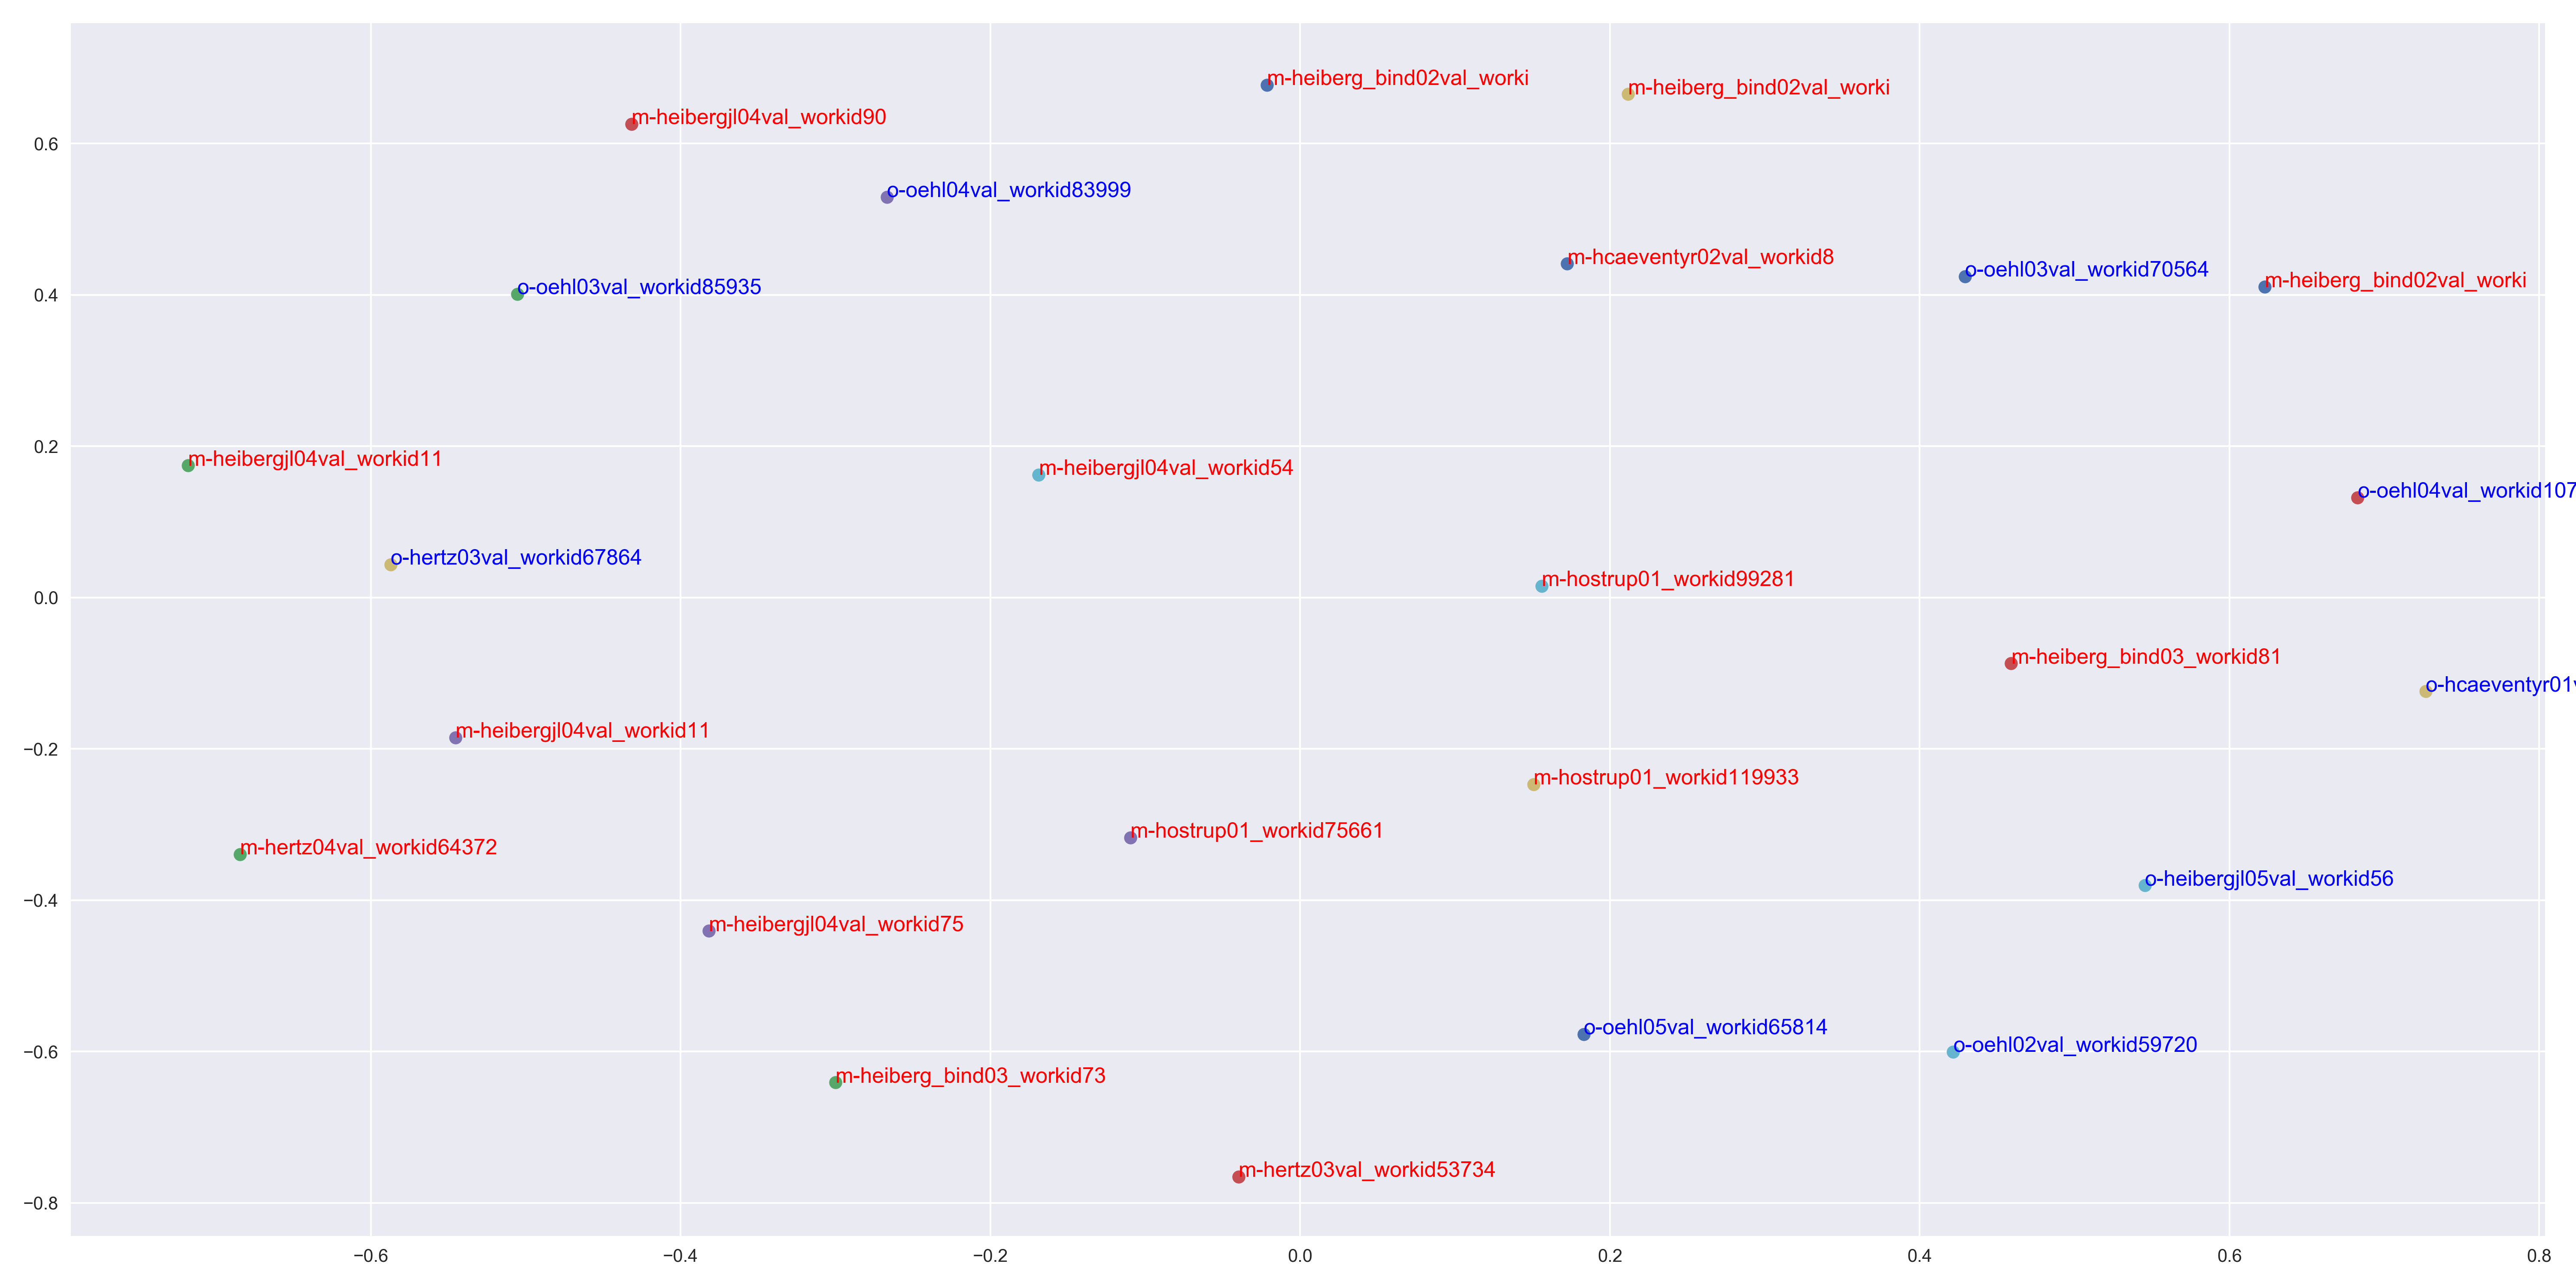 m-heiberg_bind02val_worki
m-heiberg_bind02val_worki
m-heibergjl04val_workid90
0.6
o-oehl04val_workid83999
m-hcaeventyr02val_workid8
o-oehl03val_workid70564
m-heiberg_bind02val_worki
o-oehl03val_workid85935
0.4
m-heibergjl04val_workid11
m-heibergjl04val_workid54
0.2
o-oehl04val_workid107
o-hertz03val_workid67864
m-hostrup01_workid99281
0.0
m-heiberg_bind03_workid81
o-hcaeventyr01v
m-heibergjl04val_workid11
−0.2
m-hostrup01_workid119933
m-hostrup01_workid75661
m-hertz04val_workid64372
o-heibergjl05val_workid56
−0.4
m-heibergjl04val_workid75
o-oehl05val_workid65814
o-oehl02val_workid59720
−0.6
m-heiberg_bind03_workid73
m-hertz03val_workid53734
−0.8
−0.6 −0.4 −0.2 0.0 0.2 0.4 0.6 0.8